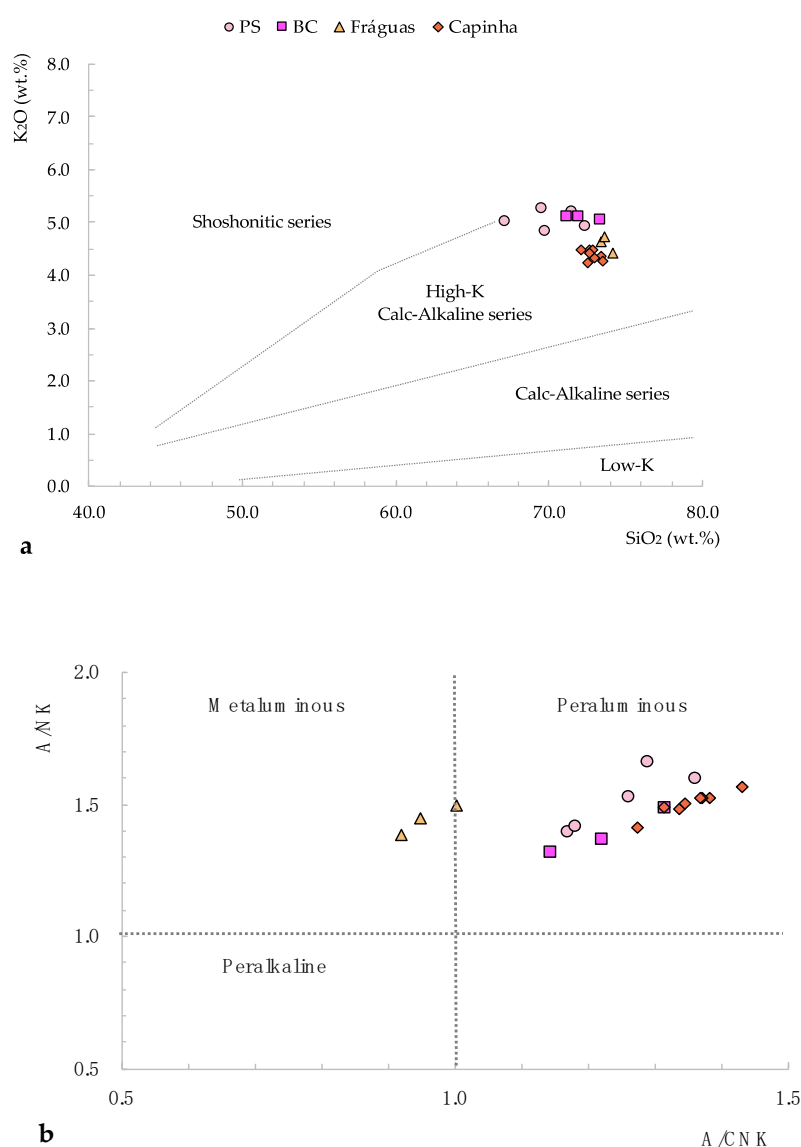 PS BC Fráguas Capinha
K₂O (wt.%)
8.0
7.0
6.0
5.0
4.0
3.0
2.0
1.0
0.0
Shoshonitic series
High-K
Calc-Alkaline series
Calc-Alkaline series
Low-K
40.0 50.0 60.0 70.0 80.0
SiO₂ (wt.%)
a
A/NK
2.0
1.5
1.0
0.5
Metaluminous Peraluminous
Peralkaline
0.5 1.0 1.5
A/CNK
b